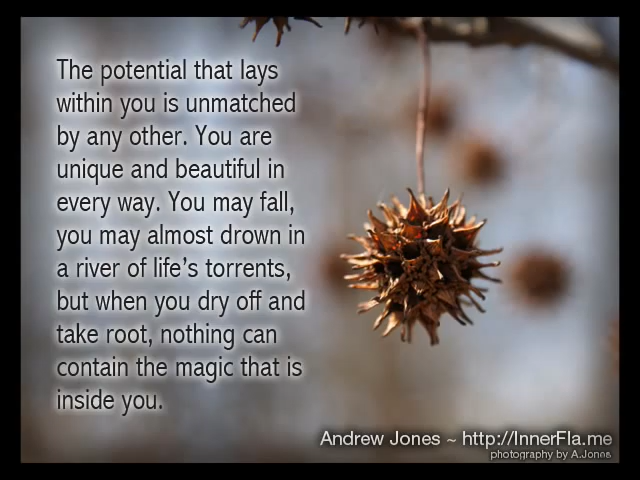 The potential that lays
within you is unmatched
by any other. You are
unique and beautiful in
every way. You may fall,
you may almost drown in
a river of life's torrents,
but when you dry off and
take root, nothing can
contain the magic that is
inside you.
Andrew Jones ~ http://InnerFla.me
photography by A.Jones